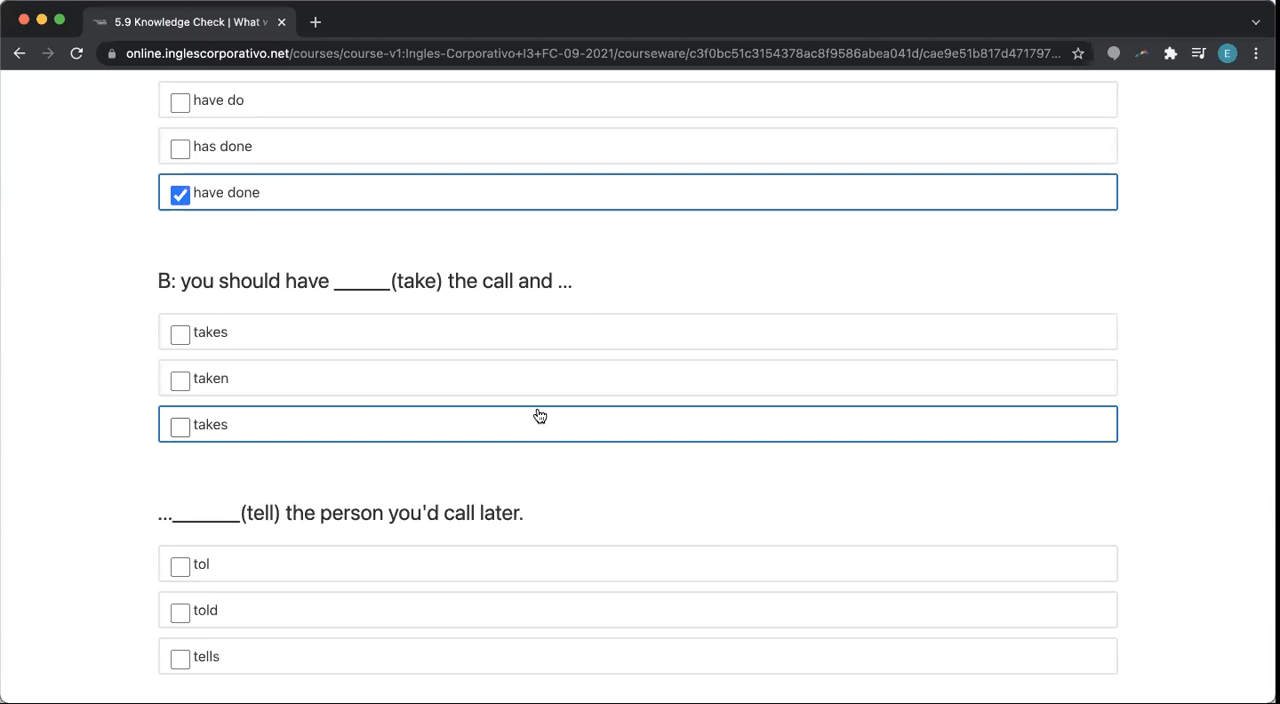 5.9 Knowledge Check | What v
online.inglescorporativo.net/courses/course-v1:Ingles-Corporativo+I3+FC-09-2021/courseware/c3f0bc51c3154378ac8f9586abea041d/cae9e51b817d471797...
E
have do
has done
have done
B: you should have ______(take) the call and ...
takes
taken
takes
...______(tell) the person you'd call later.
tol
told
tells